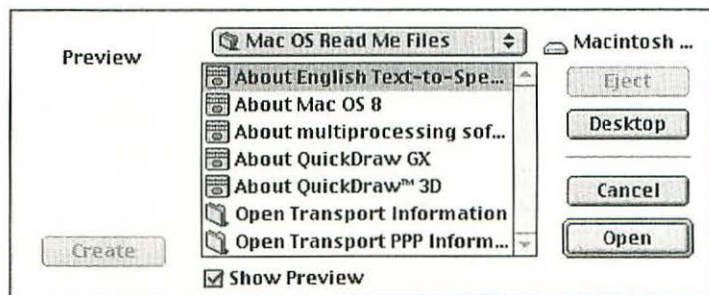 Preview
Create
Mac OS Read Me Files
About English Text-to-Spe...
About Mac OS 8
About multiprocessing sof...
About QuickDraw GX
About QuickDraw™ 3D
Open Transport Information
Open Transport PPP Inform...
Show Preview
Macintosh ...
Eject
Desktop
Cancel
Open